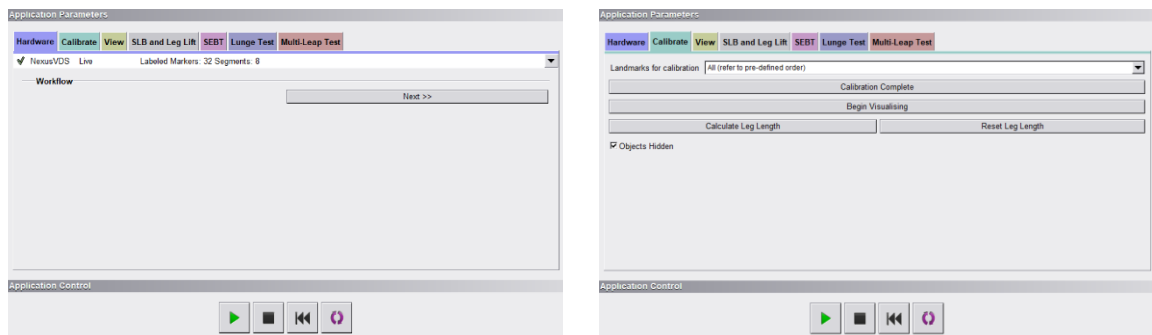 Application Parameters
Hardware Calibrate View SLB and Leg Lift SEBT Lunge Test Multi-Leap Test
NexusVDS Live Labeled Markers: 32 Segments: 8
Workflow
Next >>
Application Control
Application Parameters
Hardware Calibrate View SLB and Leg Lift SEBT Lunge Test Multi-Leap Test
Landmarks for calibration All (refer to pre-defined order)
Calibration Complete
Begin Visualising
Calculate Leg Length Reset Leg Length
Objects Hidden
Application Control